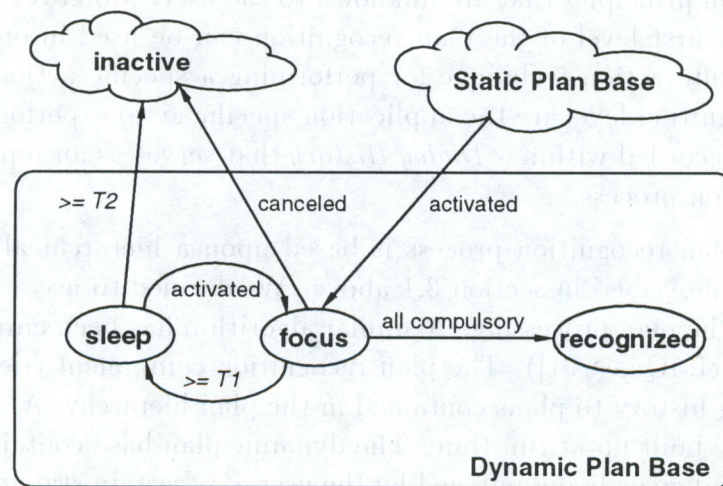 inactive
Static Plan Base
>= T2
canceled
activated
activated
sleep
focus
all compulsory
recognized
>= T1
Dynamic Plan Base